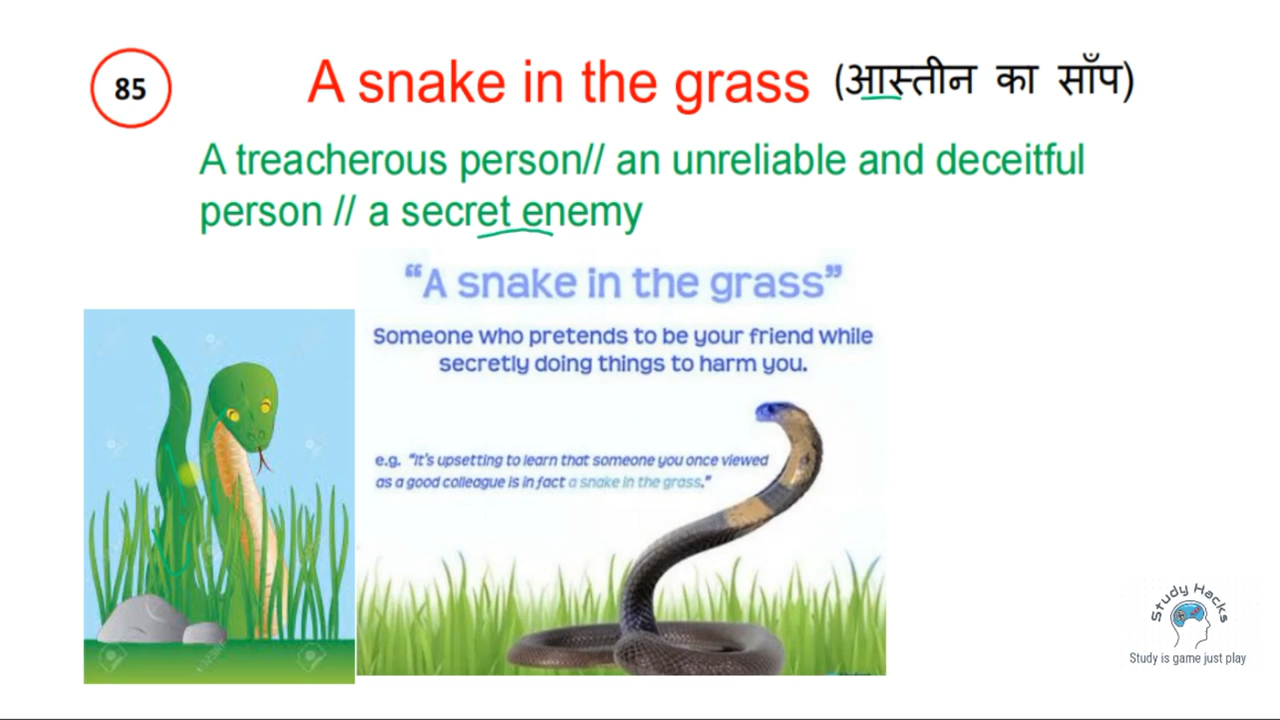 85
A snake in the grass (आस्तीन का साँप)
A treacherous person// an unreliable and deceitful
person // a secret enemy
“A snake in the grass”
Someone who pretends to be your friend while
secretly doing things to harm you.
e.g. “It's upsetting to learn that someone you once viewed
as a good colleague is in fact a snake in the grass.”
Study Hacks
Study is game just play